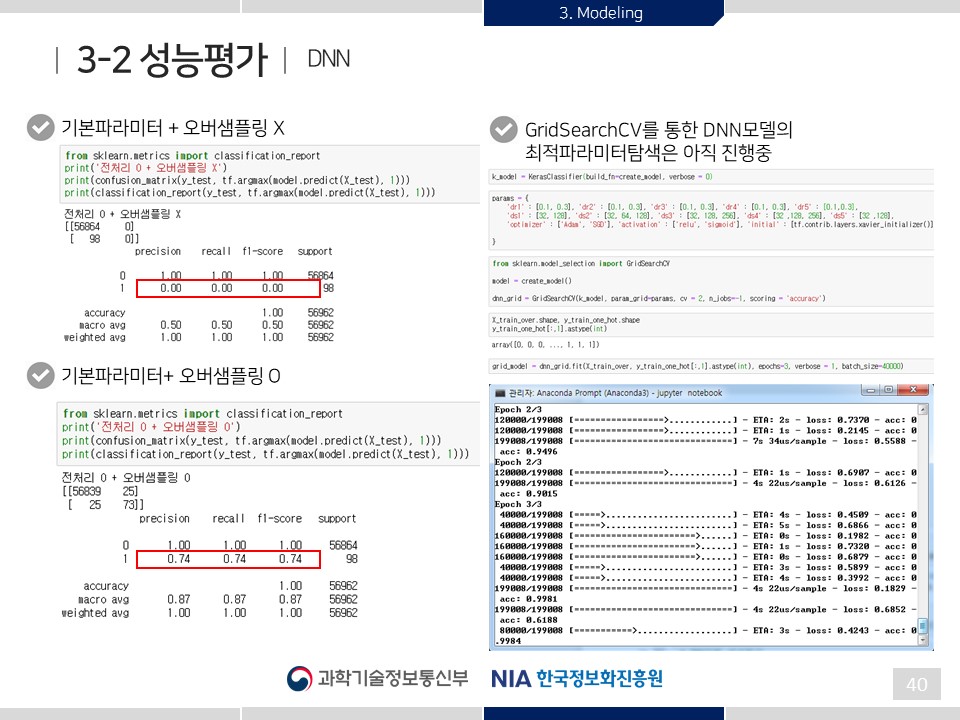 3. Modeling
3-2 성능평가
DNN
기본파라미터 + 오버샘플링 X
from sklearn.metrics import classification_report
print('전처리 O + 오버샘플링 X')
print(confusion_matrix(y_test, tf.argmax(model.predict(X_test), 1)))
print(classification_report(y_test, tf.argmax(model.predict(X_test), 1)))
전처리 O + 오버샘플링 X
[[56864 0]
[ 98 0]]
precision recall f1-score support
0 1.00 1.00 1.00 56864
1 0.00 0.00 0.00 98
accuracy 1.00 56962
macro avg 0.50 0.50 0.50 56962
weighted avg 1.00 1.00 1.00 56962
기본파라미터+ 오버샘플링 O
from sklearn.metrics import classification_report
print('전처리 O + 오버샘플링 O')
print(confusion_matrix(y_test, tf.argmax(model.predict(X_test), 1)))
print(classification_report(y_test, tf.argmax(model.predict(X_test), 1)))
전처리 O + 오버샘플링 O
[[56839 25]
[ 25 73]]
precision recall f1-score support
0 1.00 1.00 1.00 56864
1 0.74 0.74 0.74 98
accuracy 1.00 56962
macro avg 0.87 0.87 0.87 56962
weighted avg 1.00 1.00 1.00 56962
GridSearchCV를 통한 DNN모델의
최적파라미터탐색은 아직 진행중
k_model = KerasClassifier(build_fn=create_model, verbose = 0)
params = {
'dr1' : [0.1, 0.3], 'dr2' : [0.1, 0.3], 'dr3' : [0.1, 0.3], 'dr4' : [0.1, 0.3], 'dr5' : [0.1,0.3],
'ds1' : [32, 128], 'ds2' : [32, 64, 128], 'ds3' : [32, 128, 256], 'ds4' : [32 ,128, 256], 'ds5' : [32 ,128],
'optimizer' : ['Adam', 'SGD'], 'activation' : ['relu', 'sigmoid'], 'initial' : [tf.contrib.layers.xavier_initializer()]
}
from sklearn.model_selection import GridSearchCV
model = create_model()
dnn_grid = GridSearchCV(k_model, param_grid=params, cv = 2, n_jobs=-1, scoring = 'accuracy')
X_train_over.shape, y_train_one_hot.shape
y_train_one_hot[:,1].astype(int)
array([0, 0, 0, ..., 1, 1, 1])
grid_model = dnn_grid.fit(X_train_over, y_train_one_hot[:,1].astype(int), epochs=3, verbose = 1, batch_size=40000)
관리자: Anaconda Prompt (Anaconda3) - jupyter notebook
Epoch 2/3
120000/199008 [=================>............] - ETA: 2s - loss: 0.7370 - acc: 0
120000/199008 [=================>............] - ETA: 1s - loss: 0.2145 - acc: 0
199008/199008 [==============================] - 7s 34us/sample - loss: 0.5588 -
acc: 0.9496
Epoch 2/3
120000/199008 [=================>............] - ETA: 1s - loss: 0.6907 - acc: 0
199008/199008 [==============================] - 4s 22us/sample - loss: 0.6126 -
acc: 0.9015
Epoch 3/3
40000/199008 [=====>........................] - ETA: 4s - loss: 0.4509 - acc: 0
40000/199008 [=====>........................] - ETA: 5s - loss: 0.6866 - acc: 0
160000/199008 [=======================>......] - ETA: 0s - loss: 0.1982 - acc: 0
160000/199008 [=======================>......] - ETA: 1s - loss: 0.7320 - acc: 0
160000/199008 [=======================>......] - ETA: 0s - loss: 0.6879 - acc: 0
40000/199008 [=====>........................] - ETA: 3s - loss: 0.5899 - acc: 0
40000/199008 [=====>........................] - ETA: 4s - loss: 0.3992 - acc: 0
199008/199008 [==============================] - 4s 22us/sample - loss: 0.1829 -
acc: 0.9981
199008/199008 [==============================] - 4s 22us/sample - loss: 0.6852 -
acc: 0.6188
80000/199008 [===========>..................] - ETA: 3s - loss: 0.4243 - acc: 0
.9984
과학기술정보통신부
NIA 한국정보화진흥원
40